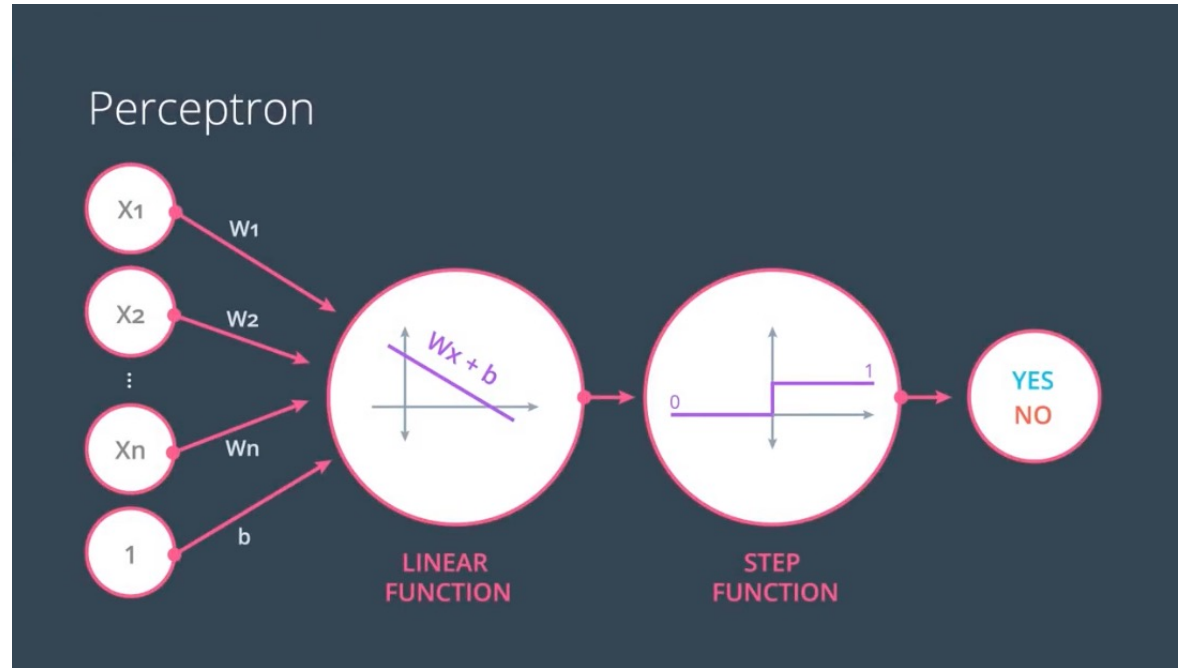 Perceptron
X1
W1
X2
W2
⋮
Xn
Wn
1
b
Wx + b
LINEAR
FUNCTION
0
1
STEP
FUNCTION
YES
NO